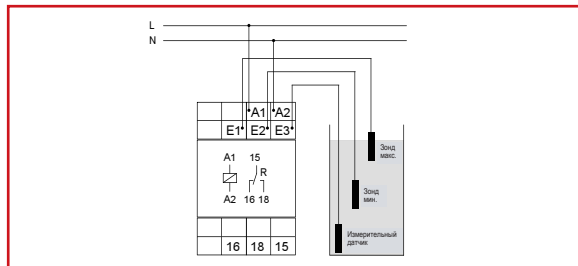 L
N
A1 A2
E1 E2 E3
A1 15
R
A2 16 18
16 18 15
Зонд
макс.
Зонд
мин.
Измерительный
датчик